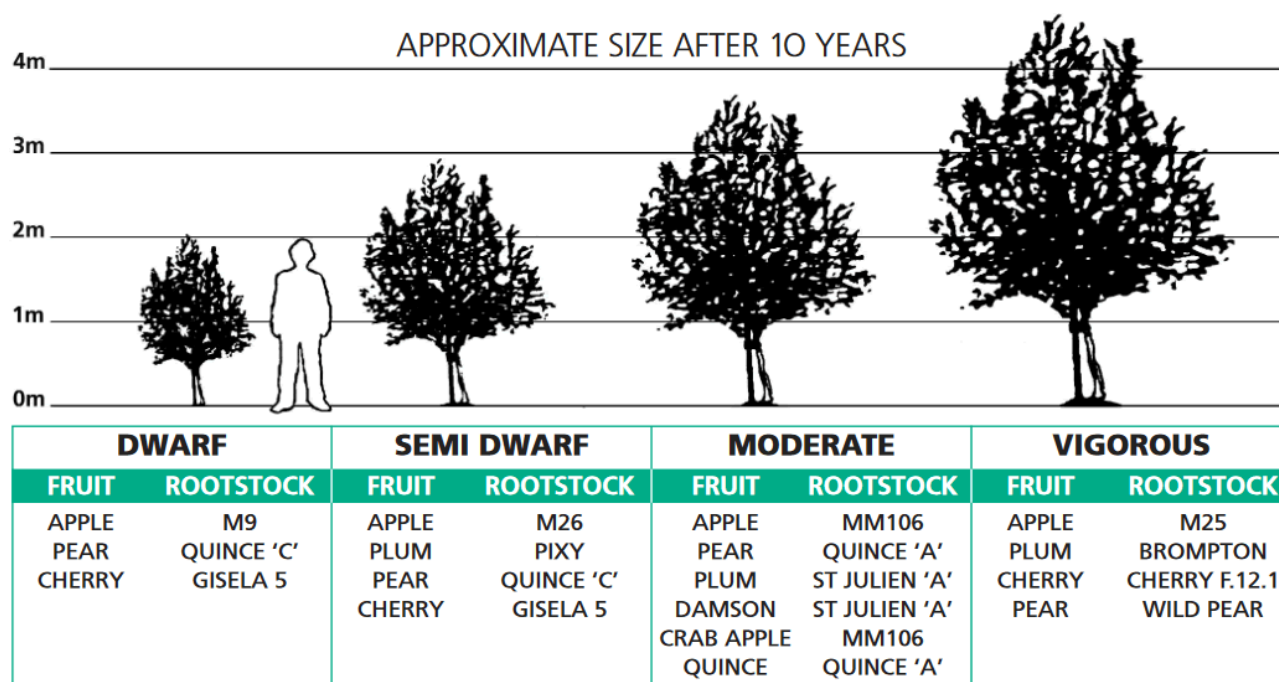 APPROXIMATE SIZE AFTER 10 YEARS
4m
3m
2m
1m
0m
DWARF SEMI DWARF MODERATE VIGOROUS
FRUIT ROOTSTOCK FRUIT ROOTSTOCK FRUIT ROOTSTOCK FRUIT ROOTSTOCK
APPLE M9 APPLE M26 APPLE MM106 APPLE M25
PEAR QUINCE ‘C’ PLUM PIXY PEAR QUINCE ‘A’ PLUM BROMPTON
CHERRY GISELA 5 PEAR QUINCE ‘C’ PLUM ST JULIEN ‘A’ CHERRY CHERRY F.12.1
CHERRY GISELA 5 DAMSON ST JULIEN ‘A’ PEAR WILD PEAR
CRAB APPLE MM106
QUINCE QUINCE ‘A’